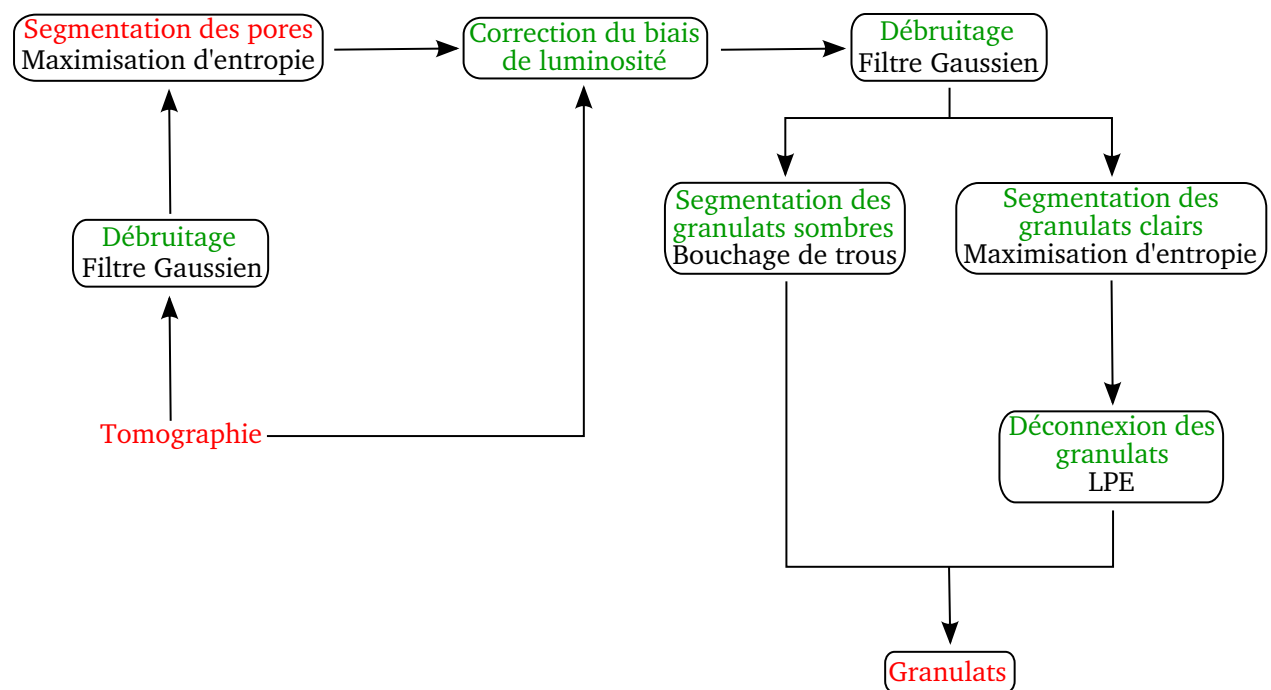 Segmentation des pores
Maximisation d'entropie
Correction du biais
de luminosité
Débruitage
Filtre Gaussien
Segmentation des
granulats sombres
Bouchage de trous
Segmentation des
granulats clairs
Maximisation d'entropie
Débruitage
Filtre Gaussien
Tomographie
Déconnexion des
granulats
LPE
Granulats